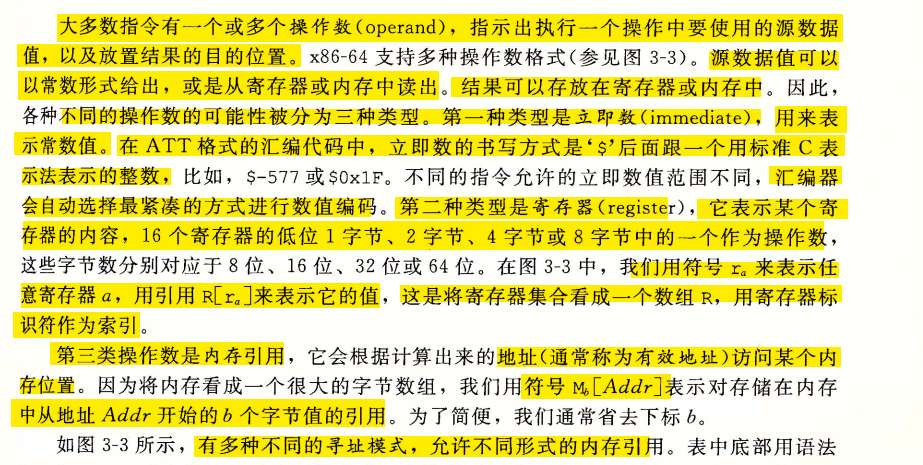 大多数指令有一个或多个操作数(operand)，指示出执行一个操作中要使用的源数据
值，以及放置结果的目的位置。x86-64 支持多种操作数格式(参见图 3-3)。源数据值可以
以常数形式给出，或是从寄存器或内存中读出。结果可以存放在寄存器或内存中。因此，
各种不同的操作数的可能性被分为三种类型。第一种类型是立即数(immediate)，用来表
示常数值。在 ATT 格式的汇编代码中，立即数的书写方式是‘$’后面跟一个用标准 C 表
示法表示的整数，比如，$-577 或$0x1F。不同的指令允许的立即数值范围不同，汇编器
会自动选择最紧凑的方式进行数值编码。第二种类型是寄存器(register)，它表示某个寄
存器的内容，16 个寄存器的低位 1 字节、2 字节、4 字节或 8 字节中的一个作为操作数，
这些字节数分别对应于 8 位、16 位、32 位或 64 位。在图 3-3 中，我们用符号 rₐ 来表示任
意寄存器 a，用引用 R[rₐ]来表示它的值，这是将寄存器集合看成一个数组 R，用寄存器标
识符作为索引。
第三类操作数是内存引用，它会根据计算出来的地址(通常称为有效地址)访问某个内
存位置。因为将内存看成一个很大的字节数组，我们用符号 M_b[Addr]表示对存储在内存
中从地址 Addr 开始的 b 个字节值的引用。为了简便，我们通常省去下标 b。
如图 3-3 所示，有多种不同的寻址模式，允许不同形式的内存引用。表中底部用语法